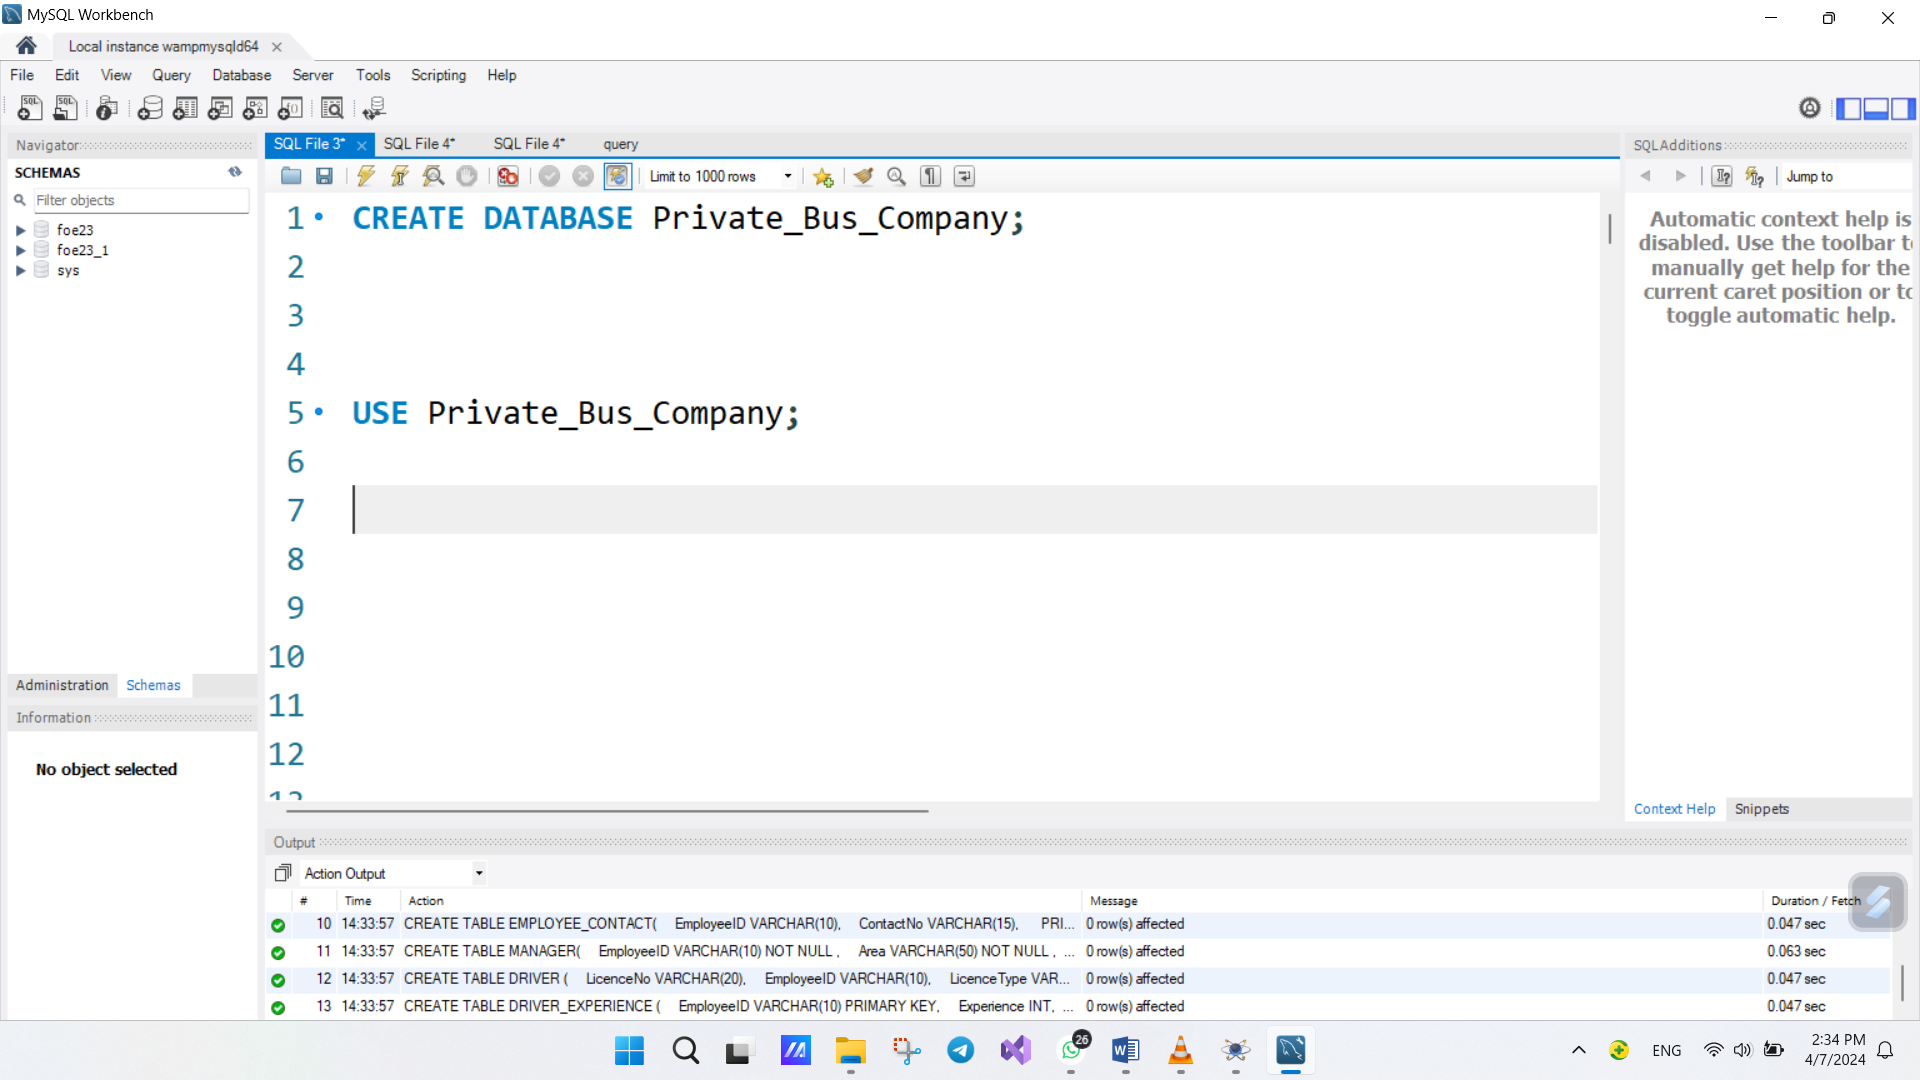 MySQL Workbench
Local instance wampmysqld64
File Edit View Query Database Server Tools Scripting Help
Navigator
SCHEMAS
Filter objects
foe23
foe23_1
sys
Administration Schemas
Information
No object selected
SQL File 3* SQL File 4* SQL File 4* query
Limit to 1000 rows
1 CREATE DATABASE Private_Bus_Company;
2
3
4
5 USE Private_Bus_Company;
6
7
8
9
10
11
12
SQLAdditions
Jump to
Automatic context help is
disabled. Use the toolbar
manually get help for the
current caret position or
toggle automatic help.
Context Help Snippets
Output
Action Output
# Time Action Message Duration / Fetch
10 14:33:57 CREATE TABLE EMPLOYEE_CONTACT( EmployeeID VARCHAR(10), ContactNo VARCHAR(15), PRI... 0 row(s) affected 0.047 sec
11 14:33:57 CREATE TABLE MANAGER( EmployeeID VARCHAR(10) NOT NULL , Area VARCHAR(50) NOT NULL , ... 0 row(s) affected 0.063 sec
12 14:33:57 CREATE TABLE DRIVER ( LicenceNo VARCHAR(20), EmployeeID VARCHAR(10), LicenceType VAR... 0 row(s) affected 0.047 sec
13 14:33:57 CREATE TABLE DRIVER_EXPERIENCE ( EmployeeID VARCHAR(10) PRIMARY KEY, Experience INT, ... 0 row(s) affected 0.047 sec
26
ENG
2:34 PM
4/7/2024